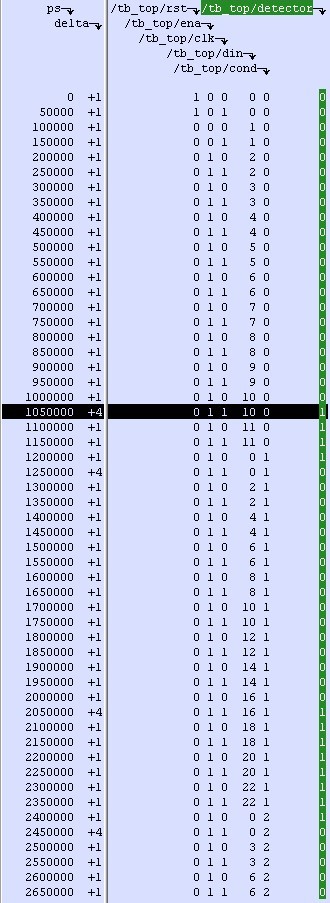 ps /tb_top/rst /tb_top/detector
delta /tb_top/ena
/tb_top/clk
/tb_top/din
/tb_top/cond
0 +1 1 0 0 0 0 0
50000 +1 1 0 1 0 0 0
100000 +1 0 0 0 1 0 0
150000 +1 0 0 1 1 0 0
200000 +1 0 1 0 2 0 0
250000 +1 0 1 1 2 0 0
300000 +1 0 1 0 3 0 0
350000 +1 0 1 1 3 0 0
400000 +1 0 1 0 4 0 0
450000 +1 0 1 1 4 0 0
500000 +1 0 1 0 5 0 0
550000 +1 0 1 1 5 0 0
600000 +1 0 1 0 6 0 0
650000 +1 0 1 1 6 0 0
700000 +1 0 1 0 7 0 0
750000 +1 0 1 1 7 0 0
800000 +1 0 1 0 8 0 0
850000 +1 0 1 1 8 0 0
900000 +1 0 1 0 9 0 0
950000 +1 0 1 1 9 0 0
1000000 +1 0 1 0 10 0 0
1050000 +4 0 1 1 10 0 1
1100000 +1 0 1 0 11 0 1
1150000 +1 0 1 1 11 0 1
1200000 +1 0 1 0 0 1 1
1250000 +4 0 1 1 0 1 0
1300000 +1 0 1 0 2 1 0
1350000 +1 0 1 1 2 1 0
1400000 +1 0 1 0 4 1 0
1450000 +1 0 1 1 4 1 0
1500000 +1 0 1 0 6 1 0
1550000 +1 0 1 1 6 1 0
1600000 +1 0 1 0 8 1 0
1650000 +1 0 1 1 8 1 0
1700000 +1 0 1 0 10 1 0
1750000 +1 0 1 1 10 1 0
1800000 +1 0 1 0 12 1 0
1850000 +1 0 1 1 12 1 0
1900000 +1 0 1 0 14 1 0
1950000 +1 0 1 1 14 1 0
2000000 +1 0 1 0 16 1 0
2050000 +4 0 1 1 16 1 1
2100000 +1 0 1 0 18 1 1
2150000 +1 0 1 1 18 1 1
2200000 +1 0 1 0 20 1 1
2250000 +1 0 1 1 20 1 1
2300000 +1 0 1 0 22 1 1
2350000 +1 0 1 1 22 1 1
2400000 +1 0 1 0 0 2 1
2450000 +4 0 1 1 0 2 0
2500000 +1 0 1 0 3 2 0
2550000 +1 0 1 1 3 2 0
2600000 +1 0 1 0 6 2 0
2650000 +1 0 1 1 6 2 0